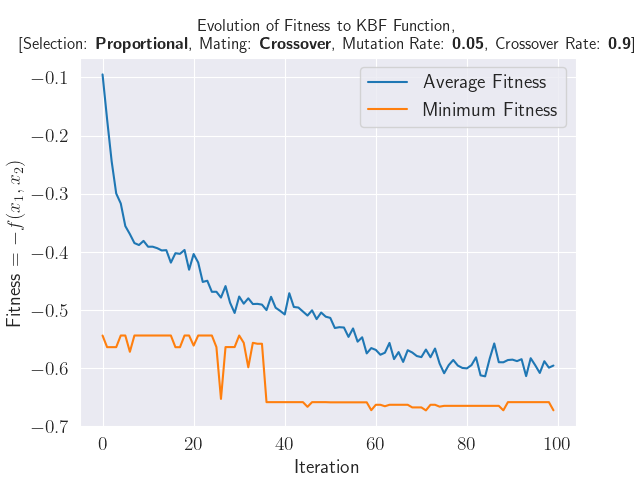 Evolution of Fitness to KBF Function,
[Selection: Proportional, Mating: Crossover, Mutation Rate: 0.05, Crossover Rate: 0.9]
Average Fitness
Minimum Fitness
−0.1
−0.2
−0.3
−0.4
−0.5
−0.6
−0.7
Fitness = −f(x₁, x₂)
0
20
40
60
80
100
Iteration